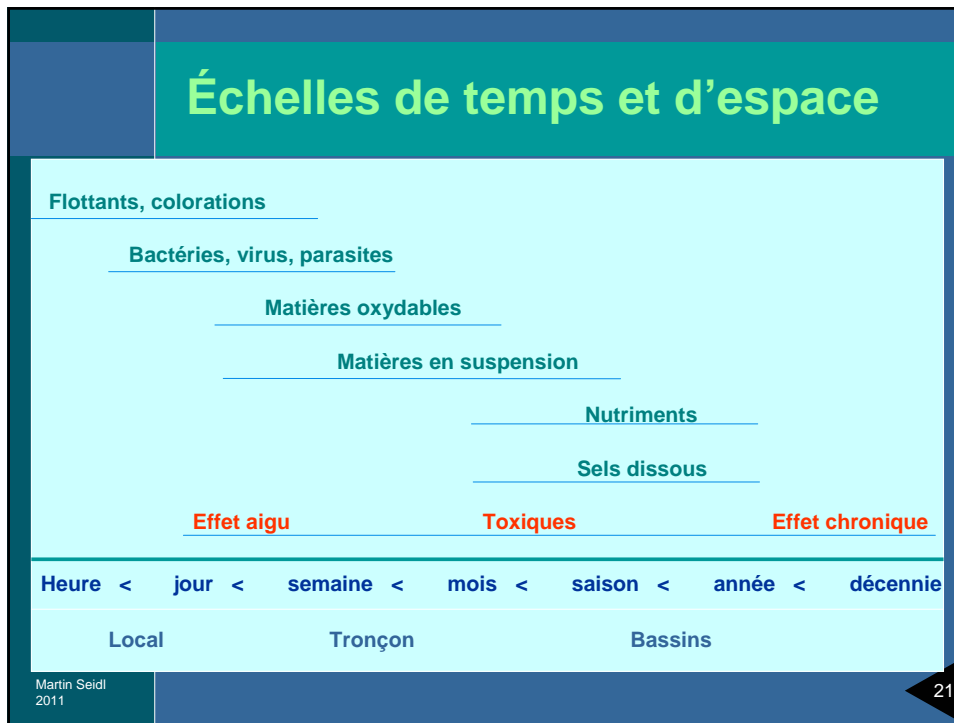 Échelles de temps et d’espace
Flottants, colorations
Bactéries, virus, parasites
Matières oxydables
Matières en suspension
Nutriments
Sels dissous
Effet aigu Toxiques Effet chronique
Heure < jour < semaine < mois < saison < année < décennie
Local Tronçon Bassins
Martin Seidl
2011
21